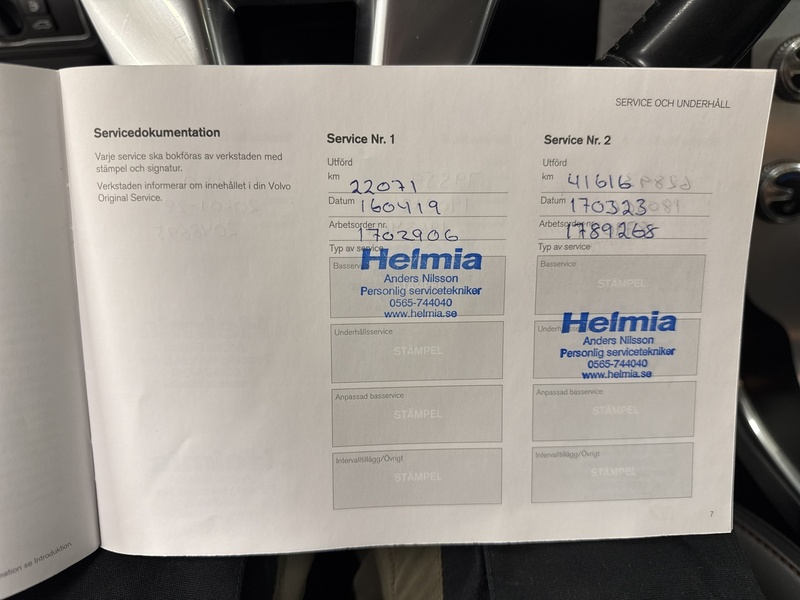 SERVICE OCH UNDERHÅLL
Servicedokumentation
Varje service ska bokföras av verkstaden med
stämpel och signatur.
Verkstaden informerar om innehållet i din Volvo
Original Service.
Service Nr. 1
Utförd
km 22071
Datum 160419
Arbetsorder nr. 1702906
Typ av service
Basservice
Helmia
Anders Nilsson
Personlig servicetekniker
0565-744040
www.helmia.se
Underhållsservice
STÄMPEL
Anpassad basservice
STÄMPEL
Intervalltillägg/Övrigt
STÄMPEL
Service Nr. 2
Utförd
km 41616
Datum 170323
Arbetsorder nr. 1789268
Typ av service
Basservice
STÄMPEL
Helmia
Anders Nilsson
Personlig servicetekniker
0565-744040
www.helmia.se
Anpassad basservice
STÄMPEL
Intervalltillägg/Övrigt
STÄMPEL
7
se Introduktion